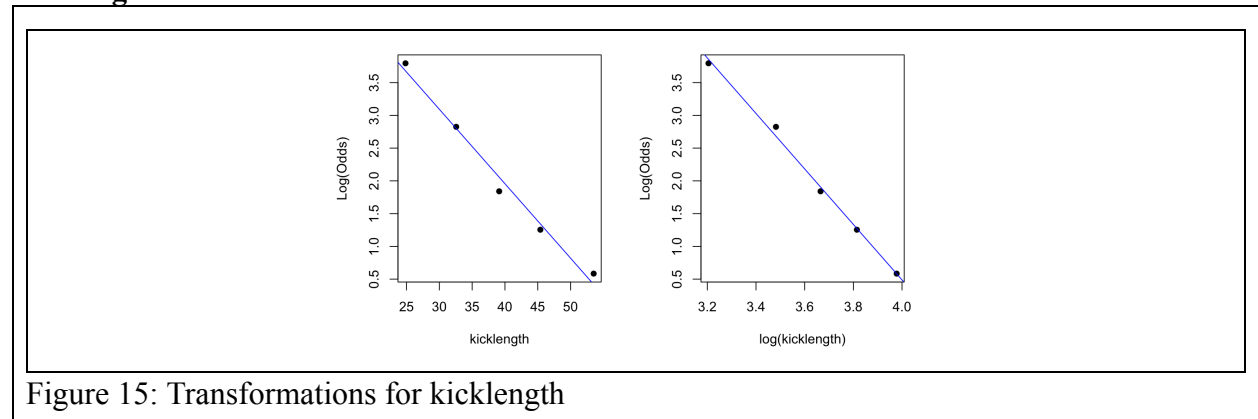 Log(Odds)
0.5 1.0 1.5 2.0 2.5 3.0 3.5
25 30 35 40 45 50
kicklength
Log(Odds)
0.5 1.0 1.5 2.0 2.5 3.0 3.5
3.2 3.4 3.6 3.8 4.0
log(kicklength)
Figure 15: Transformations for kicklength